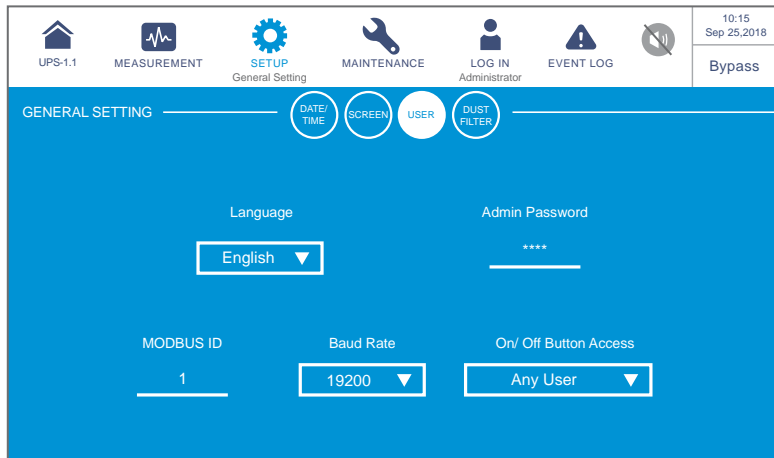 10:15
Sep 25,2018
UPS-1.1
MEASUREMENT
SETUP
MAINTENANCE
LOG IN
EVENT LOG
Bypass
General Setting
Administrator
GENERAL SETTING
DATE/
TIME
SCREEN
USER
DUST
FILTER
Language
Admin Password
English
****
MODBUS ID
Baud Rate
On/ Off Button Access
1
19200
Any User